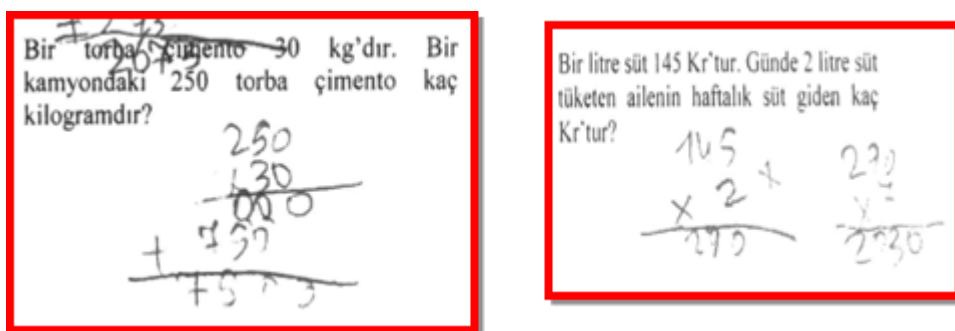 2075
Bir torba çimento 30 kg'dır. Bir
kamyondaki 250 torba çimento kaç
kilogramdır?
250
30
000
+ 750
Bir litre süt 145 Kr'tur. Günde 2 litre süt
tüketen ailenin haftalık süt giden kaç
Kr'tur?
145
x 2 x
290
290
x 7